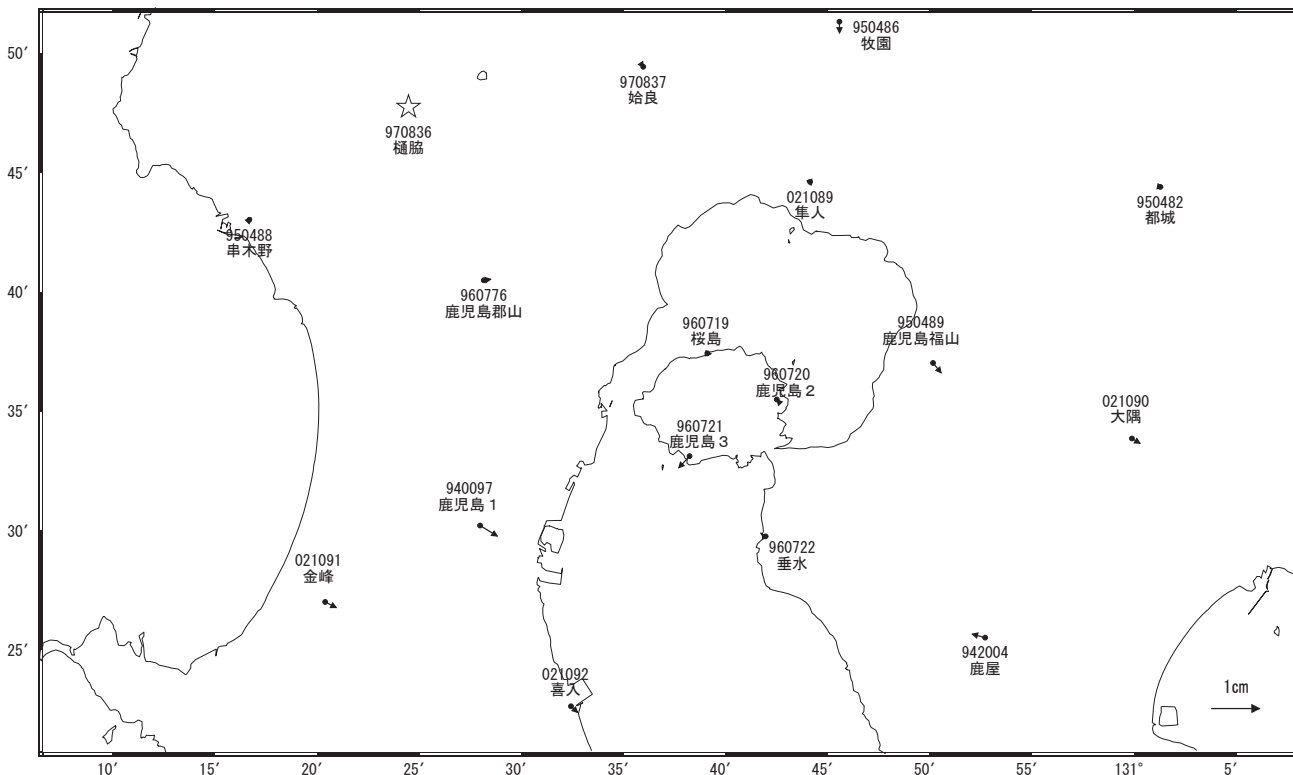 50′
45′
40′
35′
30′
25′
950486
牧園
970837
姶良
970836
樋脇
021089
隼人
950482
都城
950488
串木野
960776
鹿児島郡山
960719
桜島
950489
鹿児島福山
960720
鹿児島２
021090
大隅
960721
鹿児島３
940097
鹿児島１
960722
垂水
021091
金峰
942004
鹿屋
021092
喜入
1cm
10′ 15′ 20′ 25′ 30′ 35′ 40′ 45′ 50′ 55′ 131° 5′